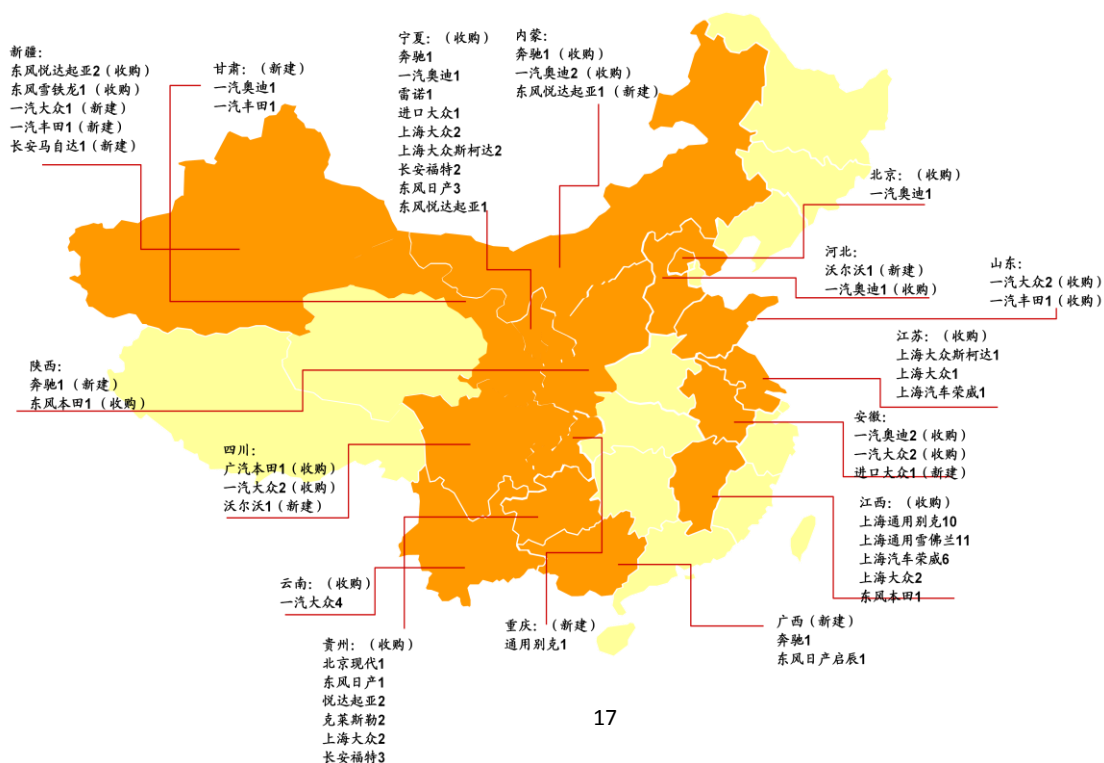 新疆：
东风悦达起亚2（收购）
东风雪铁龙1（收购）
一汽大众1（新建）
一汽丰田1（新建）
长安马自达1（新建）
甘肃：（新建）
一汽奥迪1
一汽丰田1
宁夏：（收购）
奔驰1
一汽奥迪1
雷诺1
进口大众1
上海大众2
上海大众斯柯达2
长安福特2
东风日产3
东风悦达起亚1
内蒙：
奔驰1（收购）
一汽奥迪2（收购）
东风悦达起亚1（新建）
北京：（收购）
一汽奥迪1
河北：
沃尔沃1（新建）
一汽奥迪1（收购）
山东：
一汽大众2（收购）
一汽丰田1（收购）
江苏：（收购）
上海大众斯柯达1
上海大众1
上海汽车荣威1
陕西：
奔驰1（新建）
东风本田1（收购）
安徽：
一汽奥迪2（收购）
一汽大众2（收购）
进口大众1（新建）
四川：
广汽本田1（收购）
一汽大众2（收购）
沃尔沃1（新建）
江西：（收购）
上海通用别克10
上海通用雪佛兰11
上海汽车荣威6
上海大众2
东风本田1
云南：（收购）
一汽大众4
重庆：（新建）
通用别克1
广西（新建）
奔驰1
东风日产启辰1
贵州：（收购）
北京现代1
东风日产1
悦达起亚2
克莱斯勒2
上海大众2
长安福特3
17